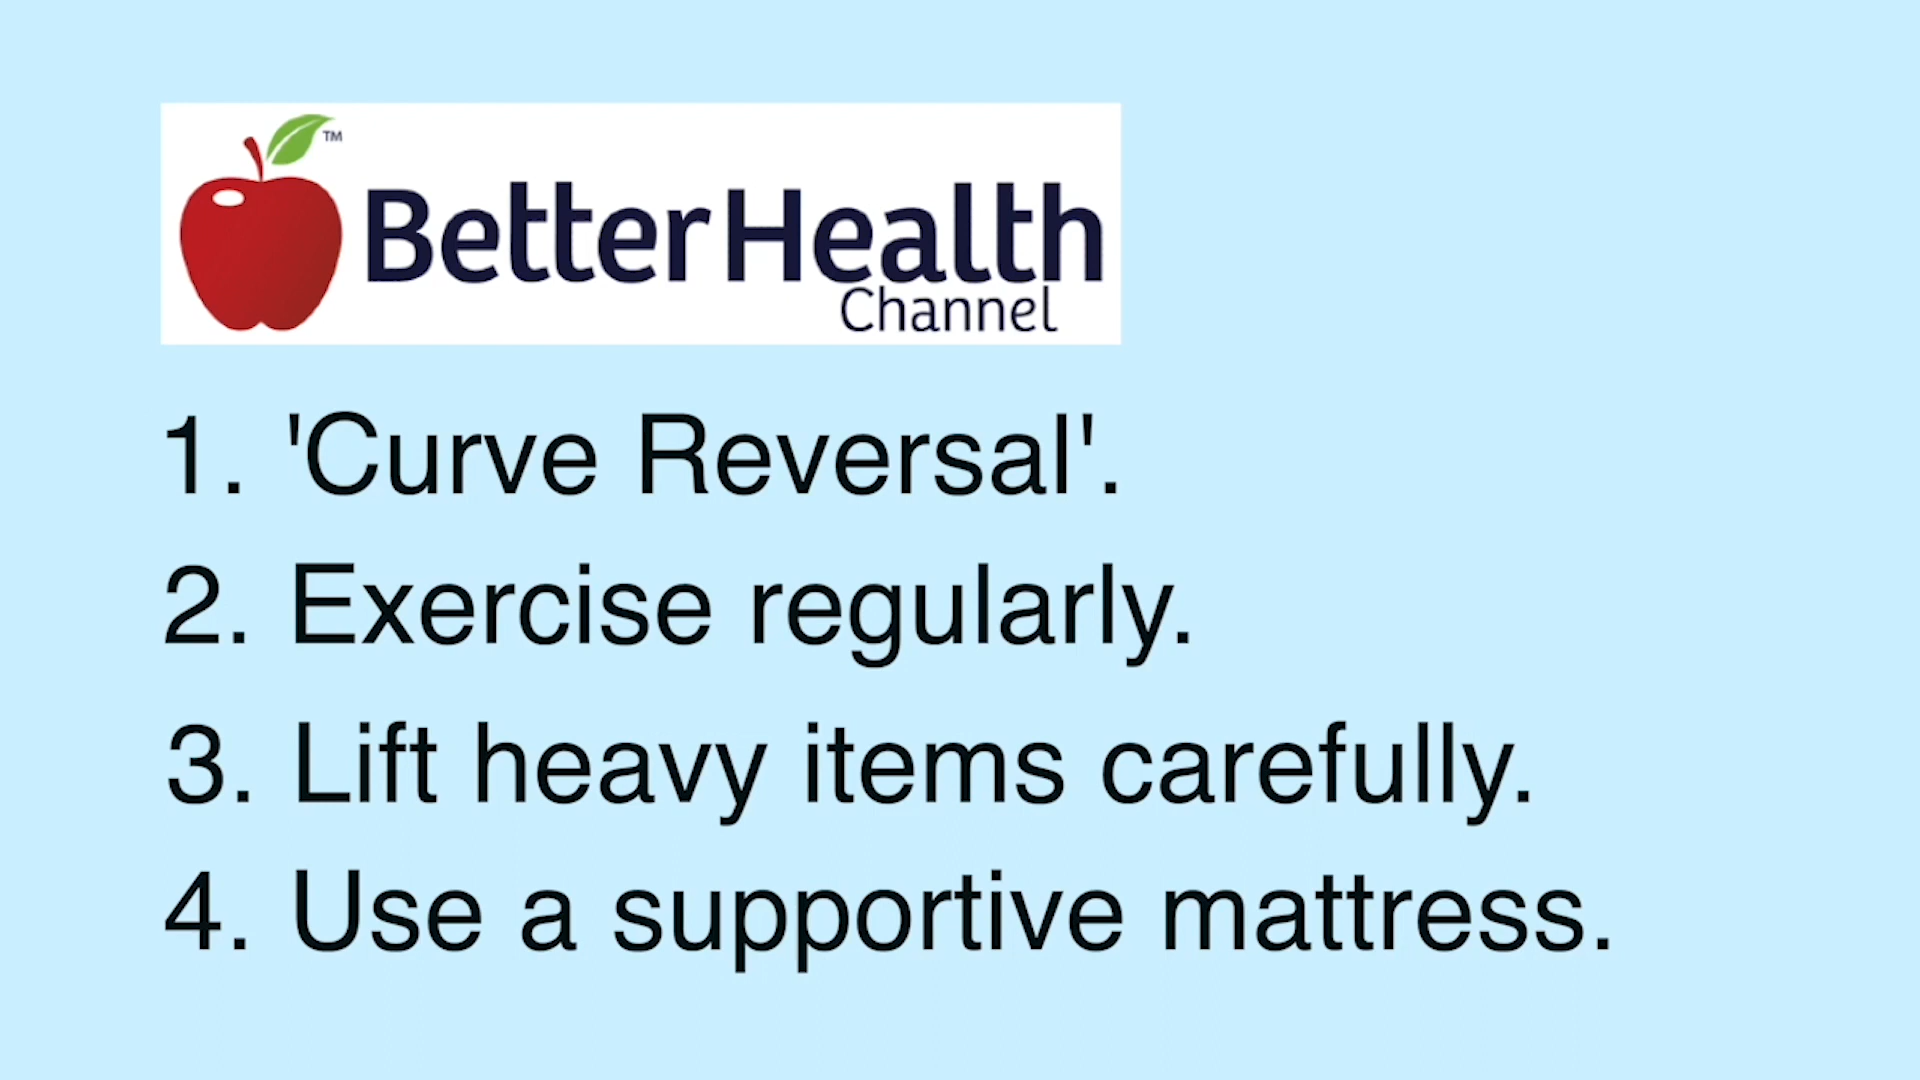 ™
BetterHealth
Channel
1. 'Curve Reversal'.
2. Exercise regularly.
3. Lift heavy items carefully.
4. Use a supportive mattress.